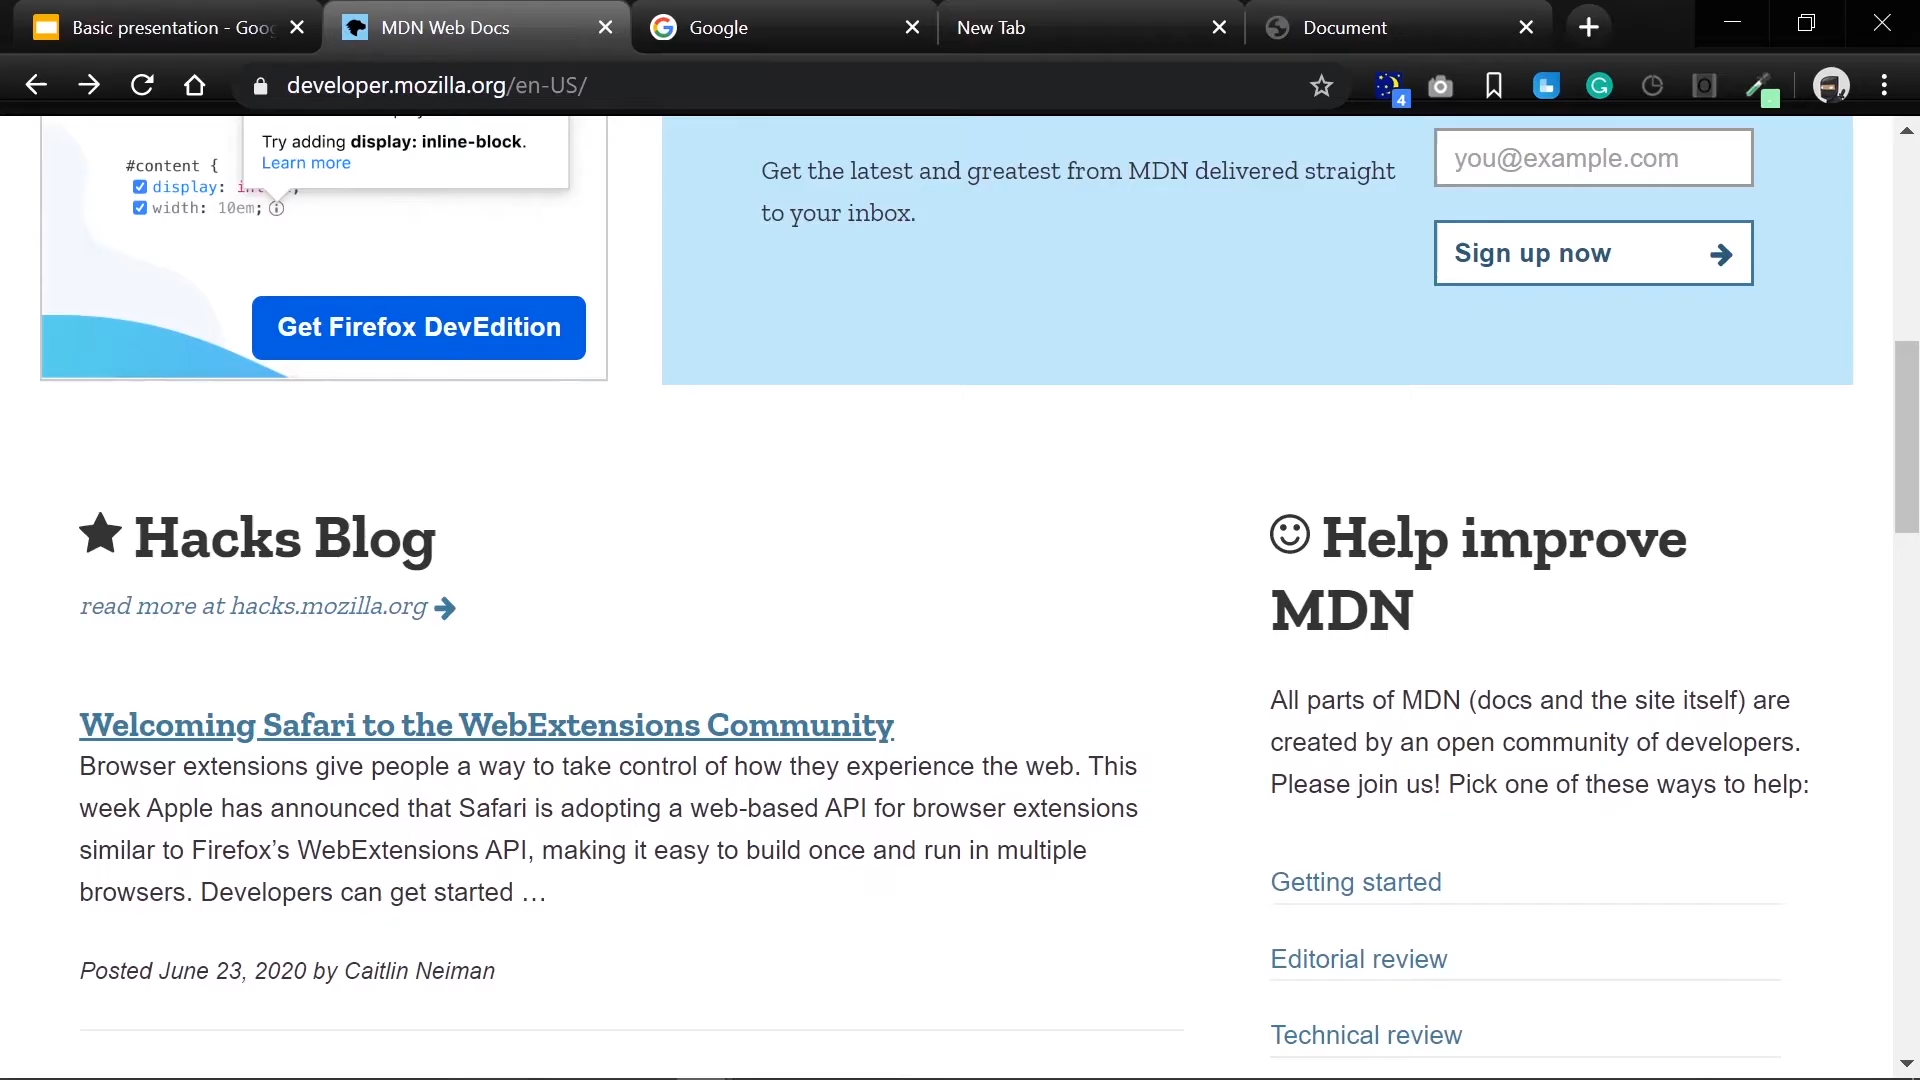 Basic presentation - Goo
MDN Web Docs
Google
New Tab
Document
developer.mozilla.org/en-US/
4
Try adding display: inline-block.
Learn more
#content {
display:
width: 10em;
Get Firefox DevEdition
Get the latest and greatest from MDN delivered straight
to your inbox.
you@example.com
Sign up now
Hacks Blog
read more at hacks.mozilla.org
Welcoming Safari to the WebExtensions Community
Browser extensions give people a way to take control of how they experience the web. This
week Apple has announced that Safari is adopting a web-based API for browser extensions
similar to Firefox’s WebExtensions API, making it easy to build once and run in multiple
browsers. Developers can get started …
Posted June 23, 2020 by Caitlin Neiman
Help improve
MDN
All parts of MDN (docs and the site itself) are
created by an open community of developers.
Please join us! Pick one of these ways to help:
Getting started
Editorial review
Technical review